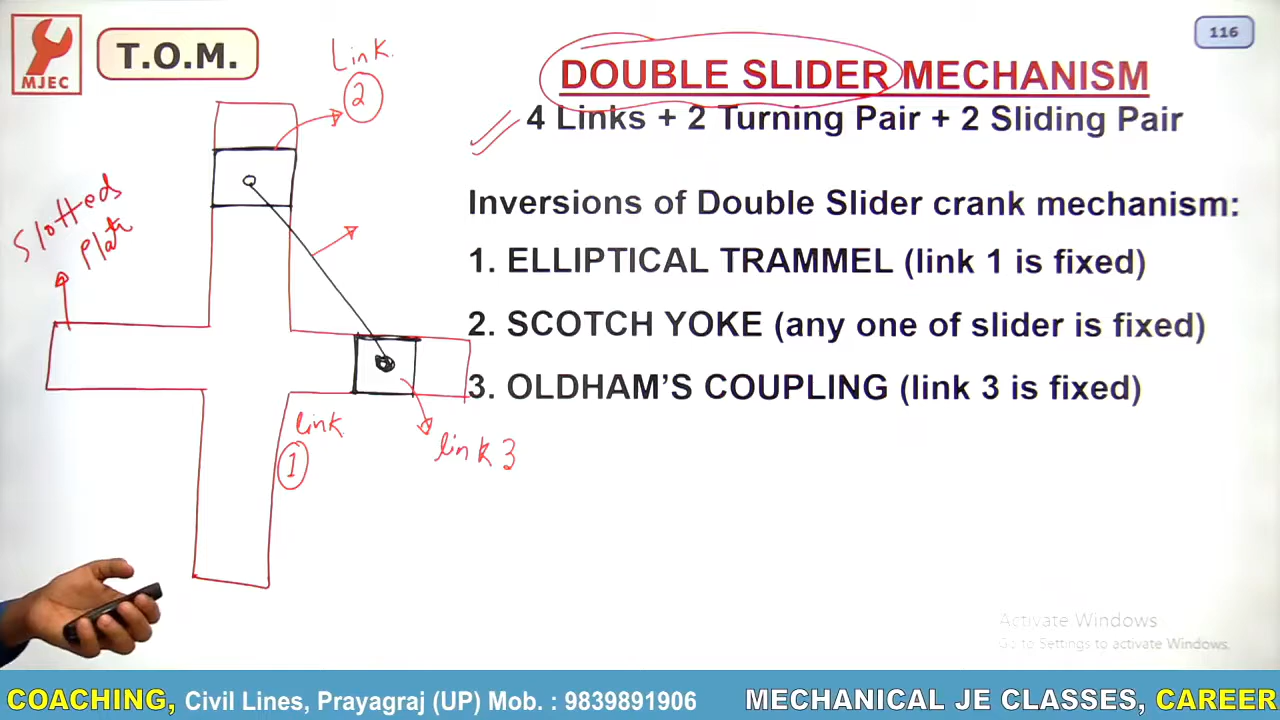 MJEC
T.O.M.
116
DOUBLE SLIDER MECHANISM
4 Links + 2 Turning Pair + 2 Sliding Pair
Inversions of Double Slider crank mechanism:
1. ELLIPTICAL TRAMMEL (link 1 is fixed)
2. SCOTCH YOKE (any one of slider is fixed)
3. OLDHAM'S COUPLING (link 3 is fixed)
Link
2
Slotteds
Plate
link
1
link 3
Activate Windows
Go to Settings to activate Windows.
COACHING, Civil Lines, Prayagraj (UP) Mob. : 9839891906 MECHANICAL JE CLASSES, CAREER